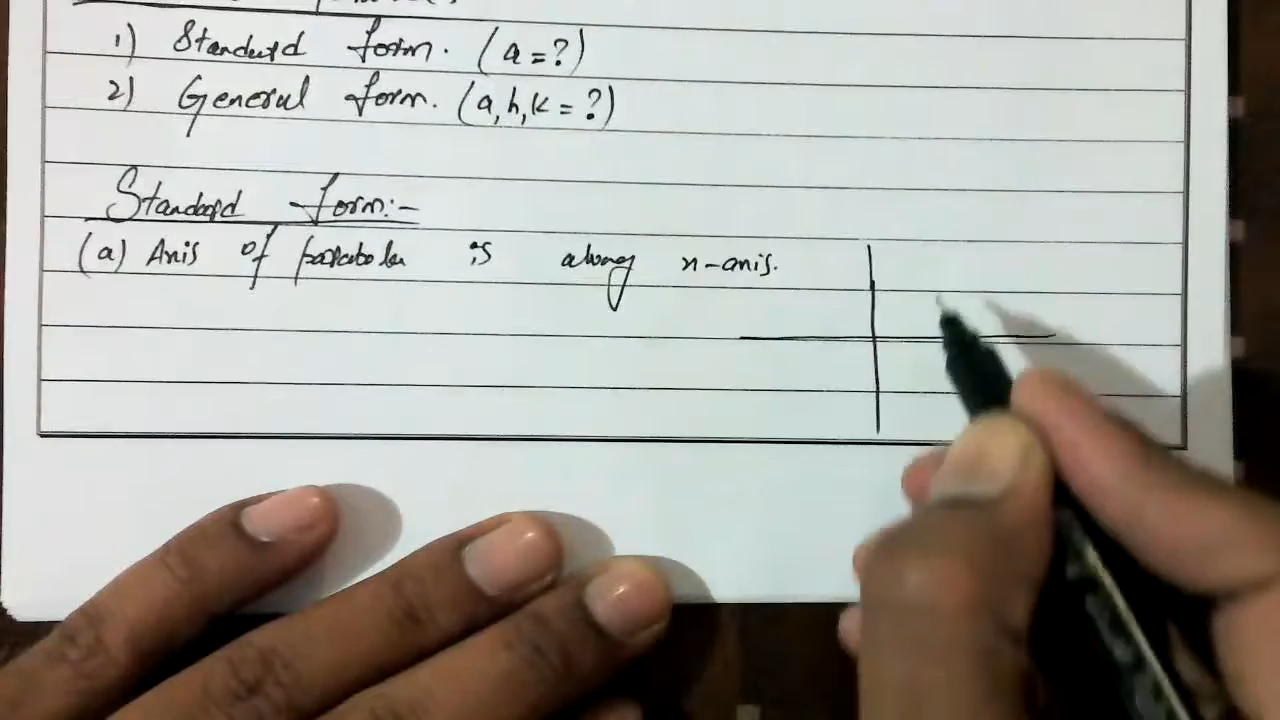 1) Standard form. (a=?)
2) General form. (a,h,k=?)
Standard form:-
(a) Axis of parabola is along x-axis.